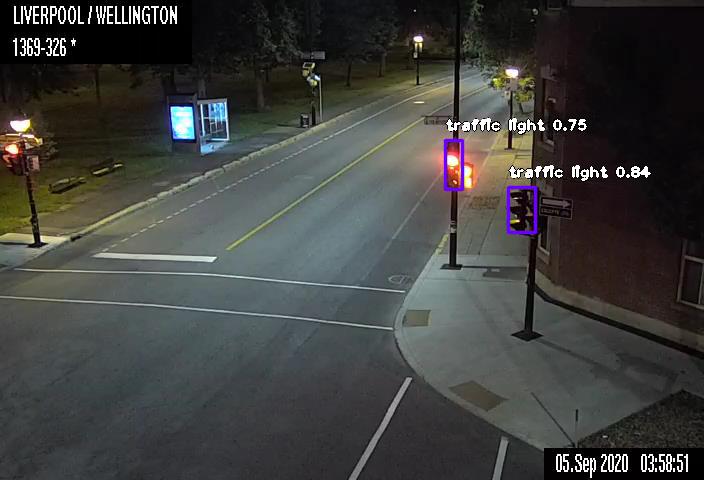 LIVERPOOL / WELLINGTON
1369-326 *
traffic light 0.75
traffic light 0.84
05.Sep 2020 03:58:51